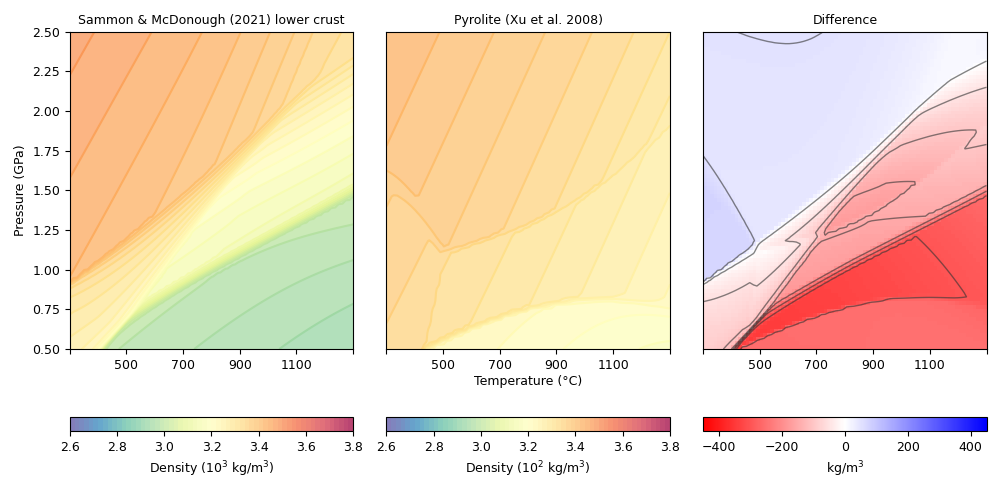 Sammon & McDonough (2021) lower crust
Pyrolite (Xu et al. 2008)
Difference
2.50
2.25
2.00
1.75
1.50
1.25
1.00
0.75
0.50
Pressure (GPa)
500 700 900 1100
500 700 900 1100
500 700 900 1100
Temperature (°C)
2.6 2.8 3.0 3.2 3.4 3.6 3.8
2.6 2.8 3.0 3.2 3.4 3.6 3.8
−400 −200 0 200 400
Density (10³ kg/m³)
Density (10² kg/m³)
kg/m³